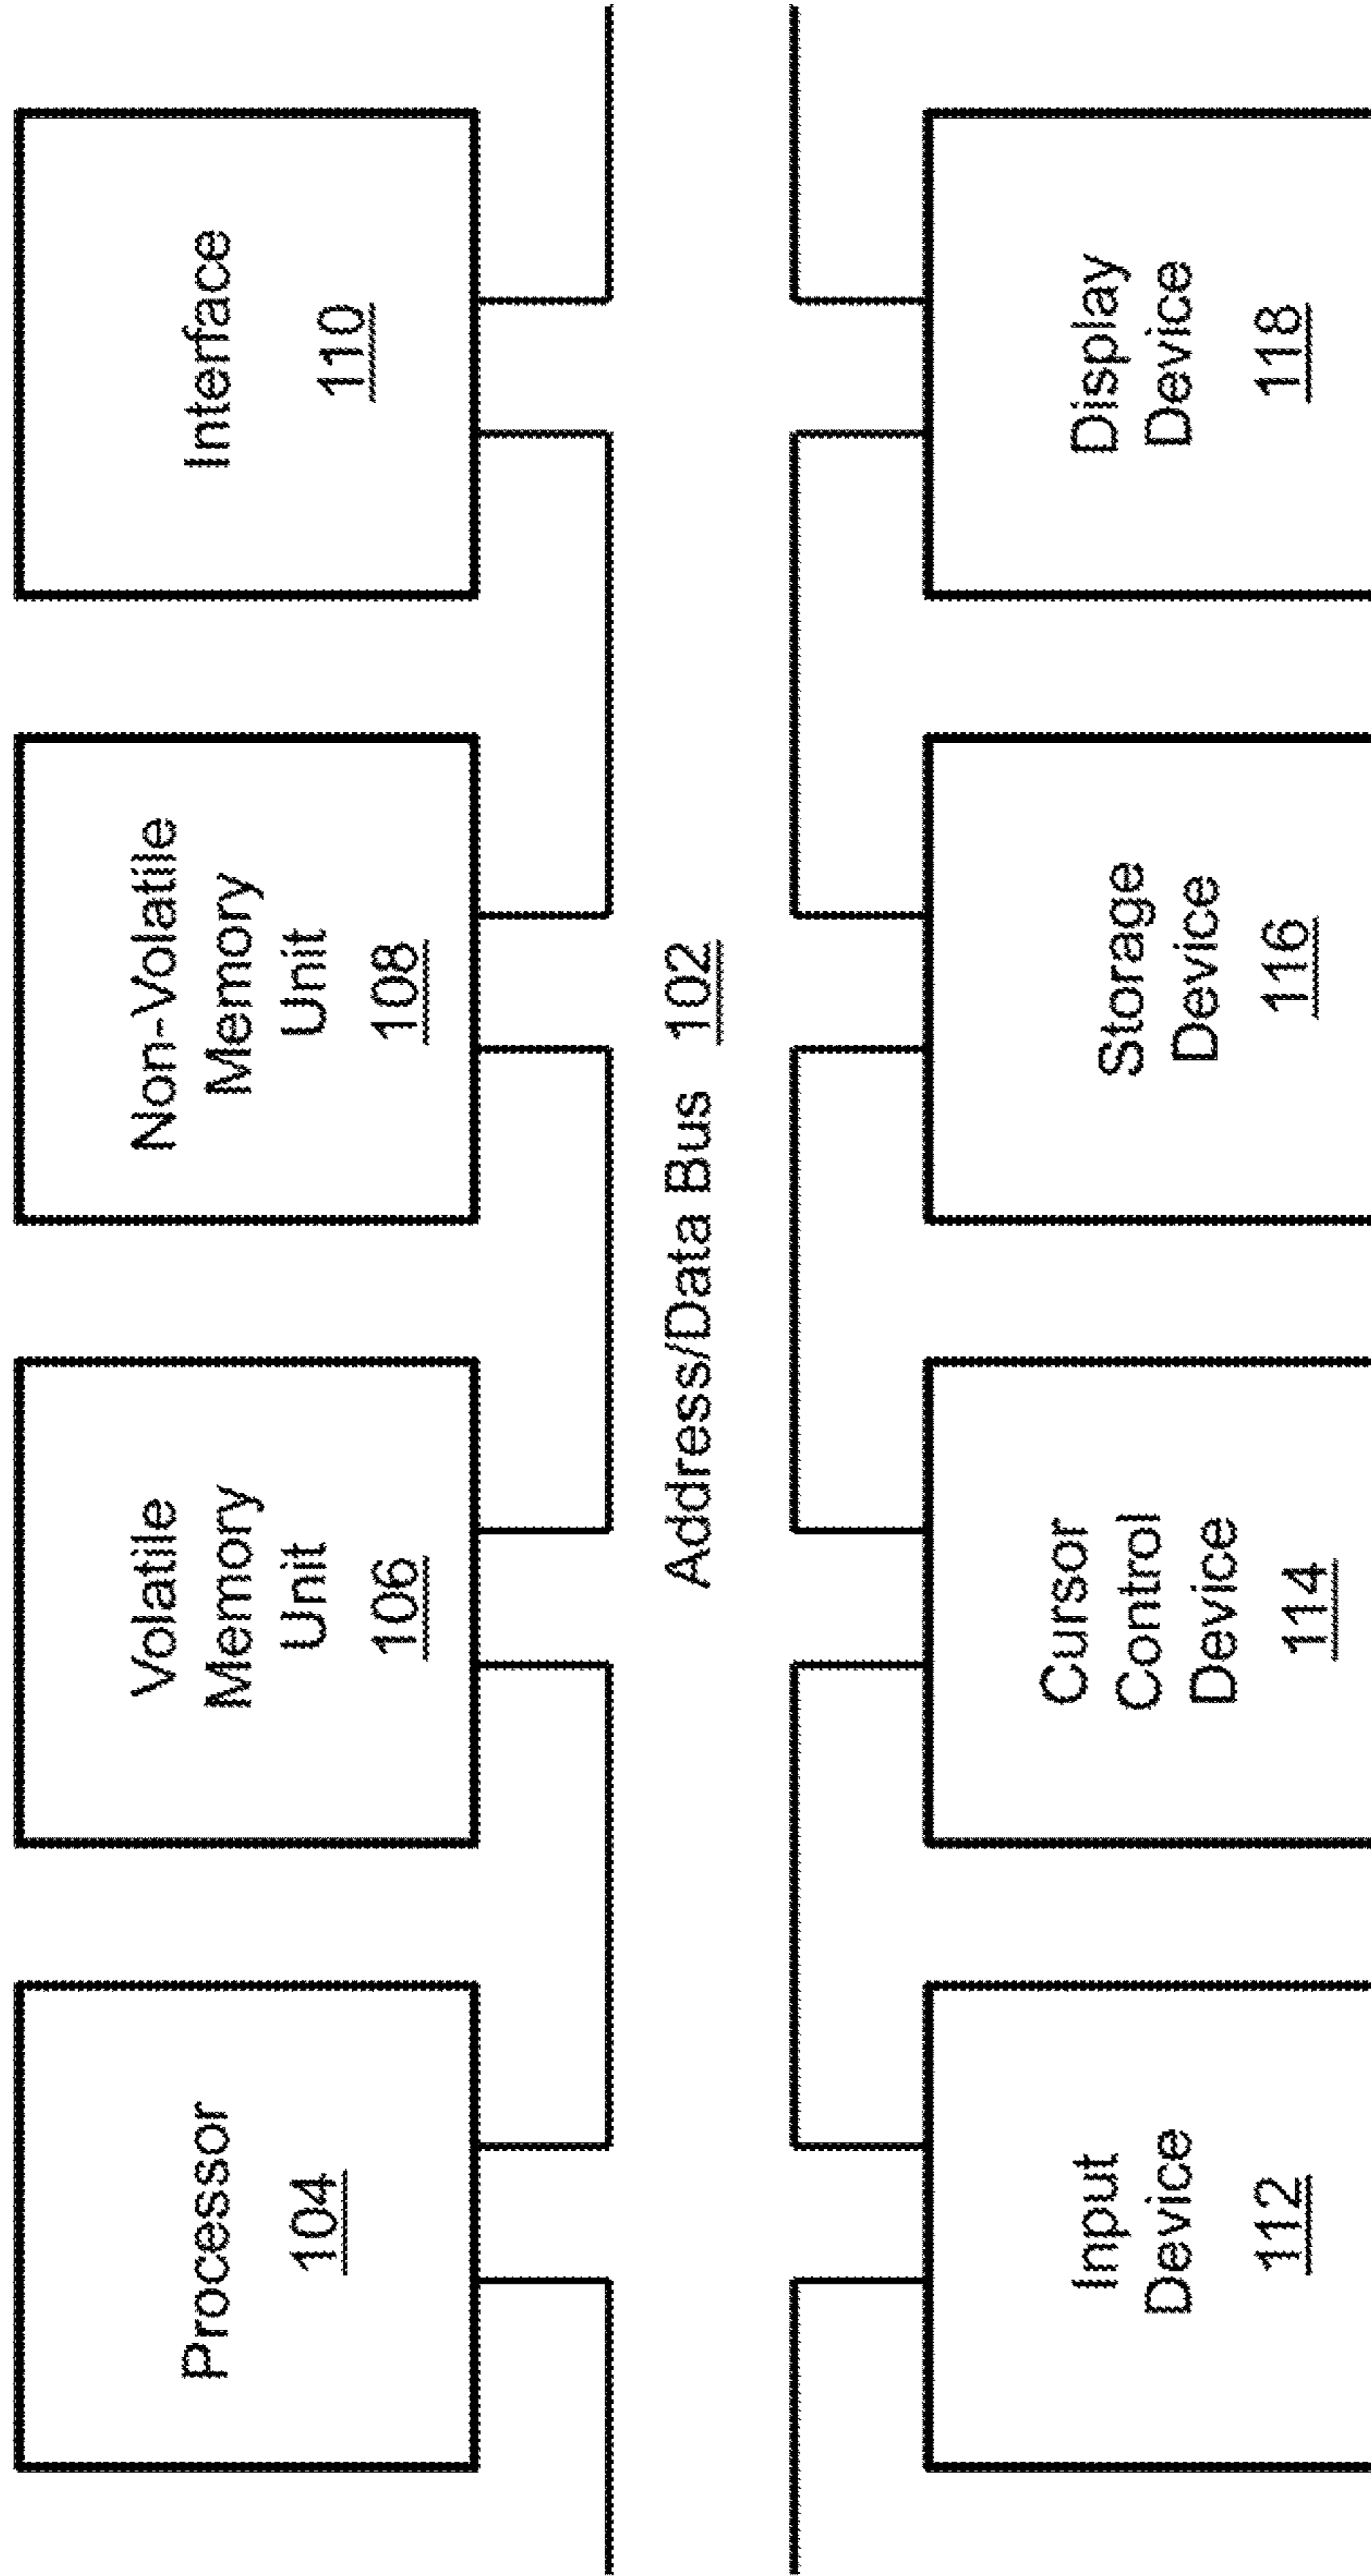 Processor
104
Volatile
Memory
Unit
106
Non-Volatile
Memory
Unit
108
Interface
110
Address/Data Bus 102
Input
Device
112
Cursor
Control
Device
114
Storage
Device
116
Display
Device
118